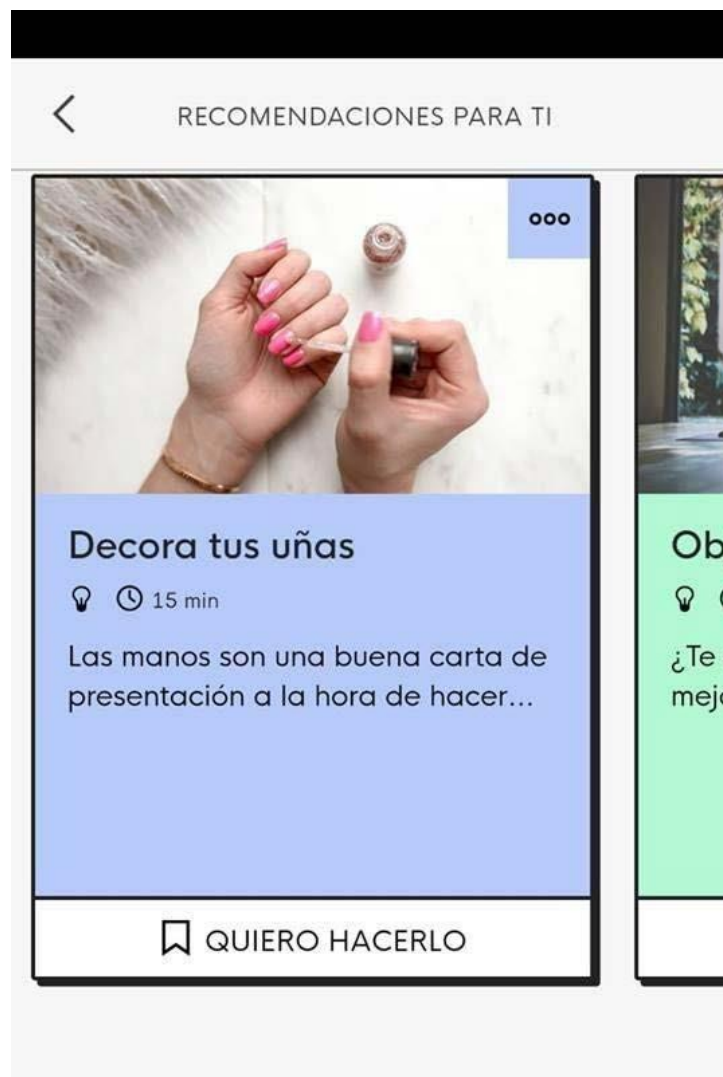 RECOMENDACIONES PARA TI
Decora tus uñas
15 min
Las manos son una buena carta de
presentación a la hora de hacer...
QUIERO HACERLO
Ob
¿Te
mejo